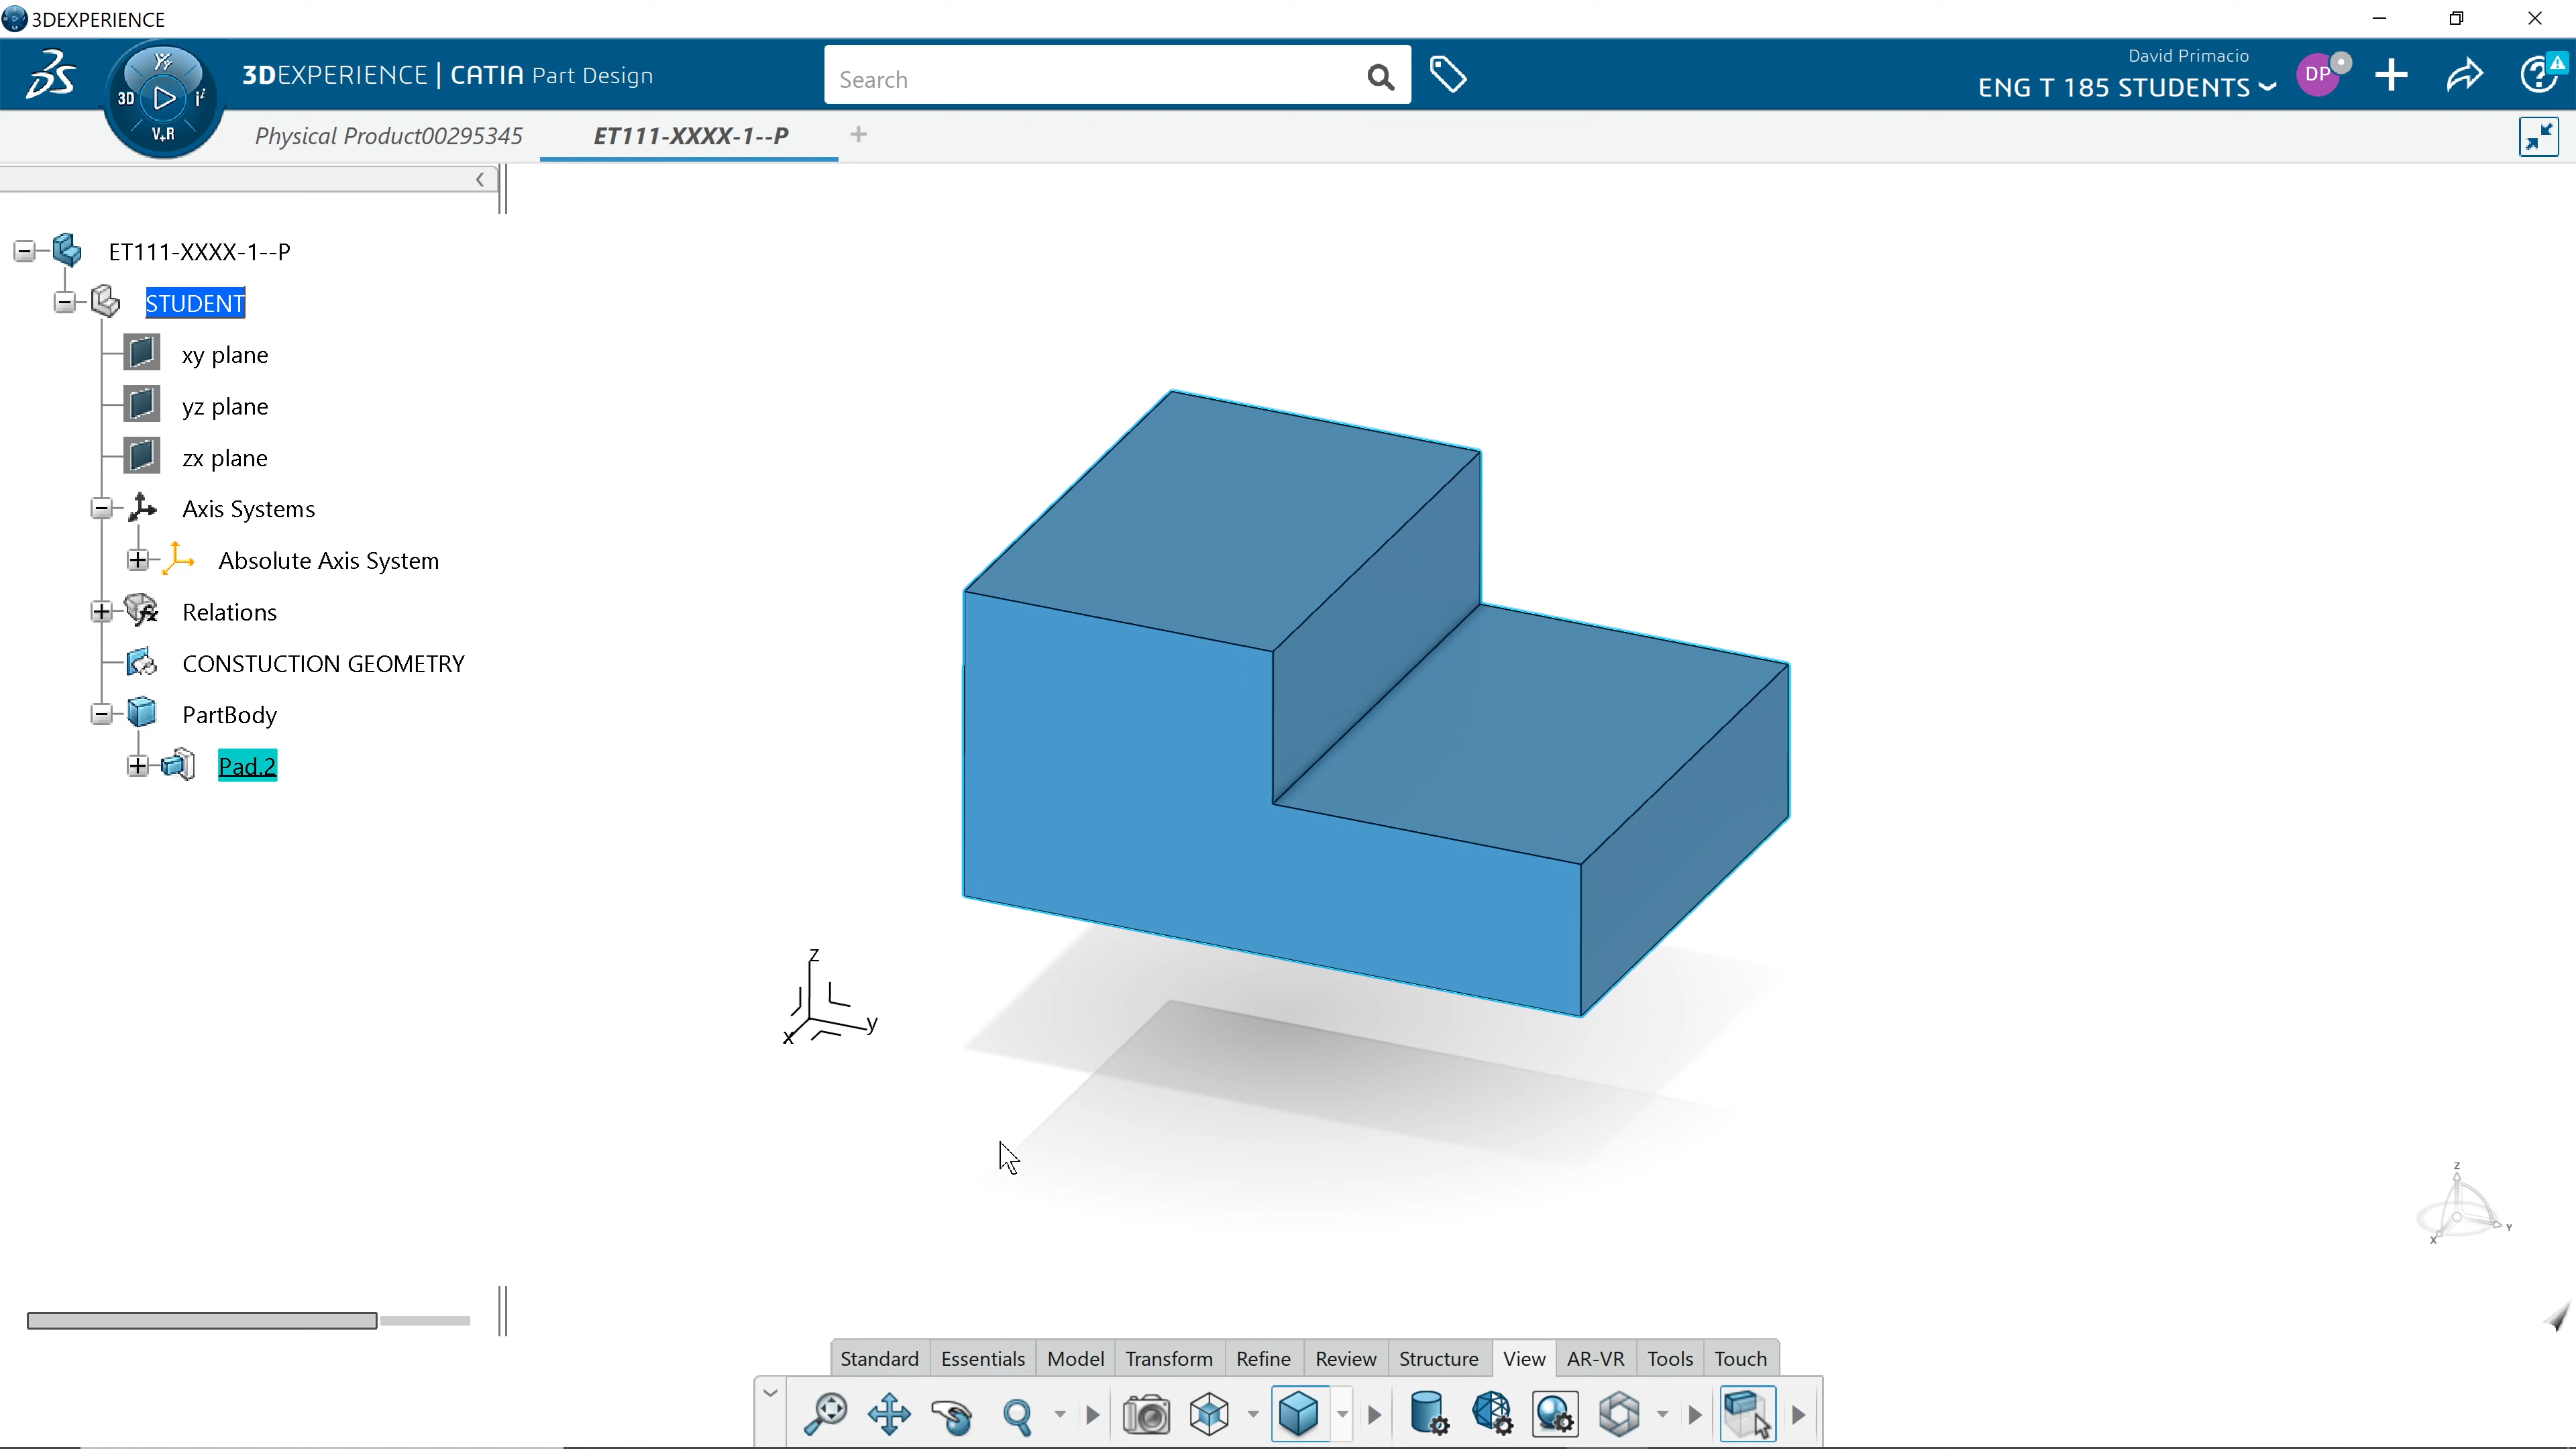 3DEXPERIENCE
3DEXPERIENCE | CATIA Part Design
Search
David Primacio
ENG T 185 STUDENTS
DP
3D
i
V+R
Physical Product00295345
ET111-XXXX-1--P
+
ET111-XXXX-1--P
STUDENT
xy plane
yz plane
zx plane
Axis Systems
Absolute Axis System
Relations
CONSTUCTION GEOMETRY
PartBody
Pad.2
z
y
x
z
Y
X
Standard Essentials Model Transform Refine Review Structure View AR-VR Tools Touch